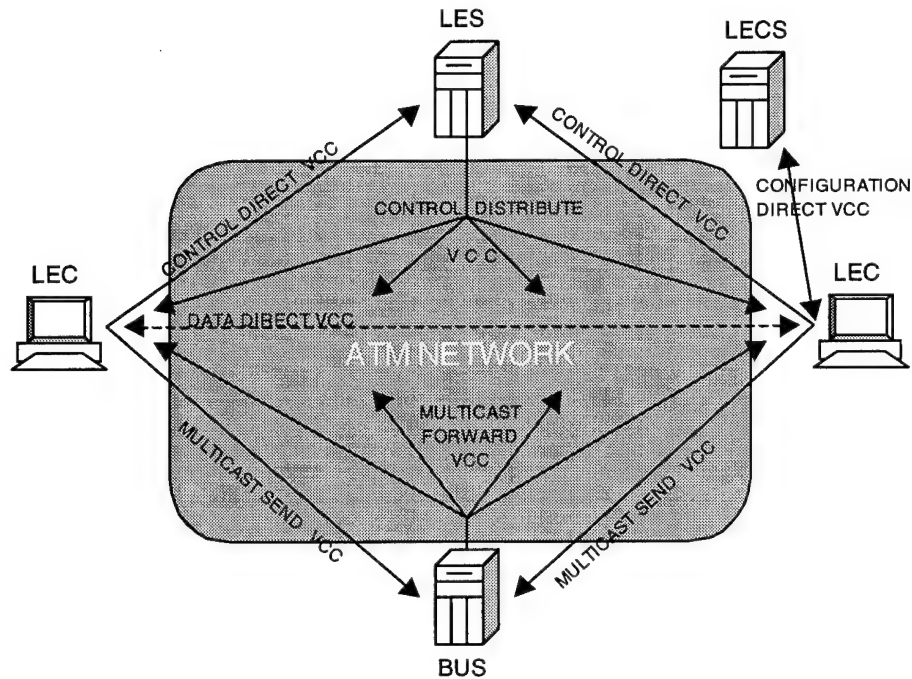 LES
LECS
CONTROL DIRECT VCC
CONTROL DIRECT VCC
CONFIGURATION
DIRECT VCC
CONTROL DISTRIBUTE
V C C
LEC
LEC
DATA DIRECT VCC
ATM NETWORK
MULTICAST
FORWARD
VCC
MULTICAST SEND VCC
MULTICAST SEND VCC
BUS